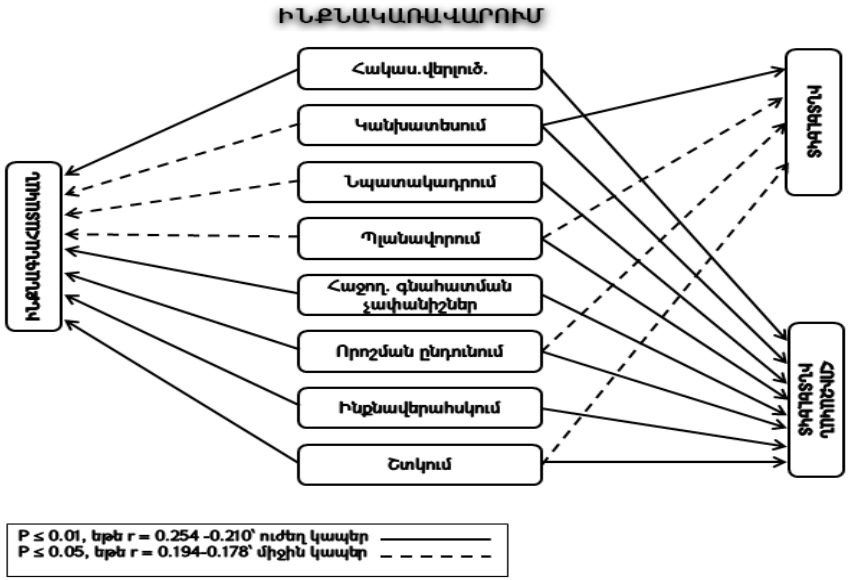 ԻՆՔՆԱԿԱՌԱՎԱՐՈՒՄ
Հակաս.վերլուծ.
Կանխատեսում
Նպատակադրում
Պլանավորում
Հաջող. գնահատման
չափանիշներ
Որոշման ընդունում
Ինքնավերահսկում
Շտկում
ԻՆՔՆԱԳՆԱՀԱՏԱԿԱՆ
P ≤ 0.01, եթե r = 0.254 -0.210՝ ուժեղ կապեր
P ≤ 0.05, եթե r = 0.194-0.178՝ միջին կապեր